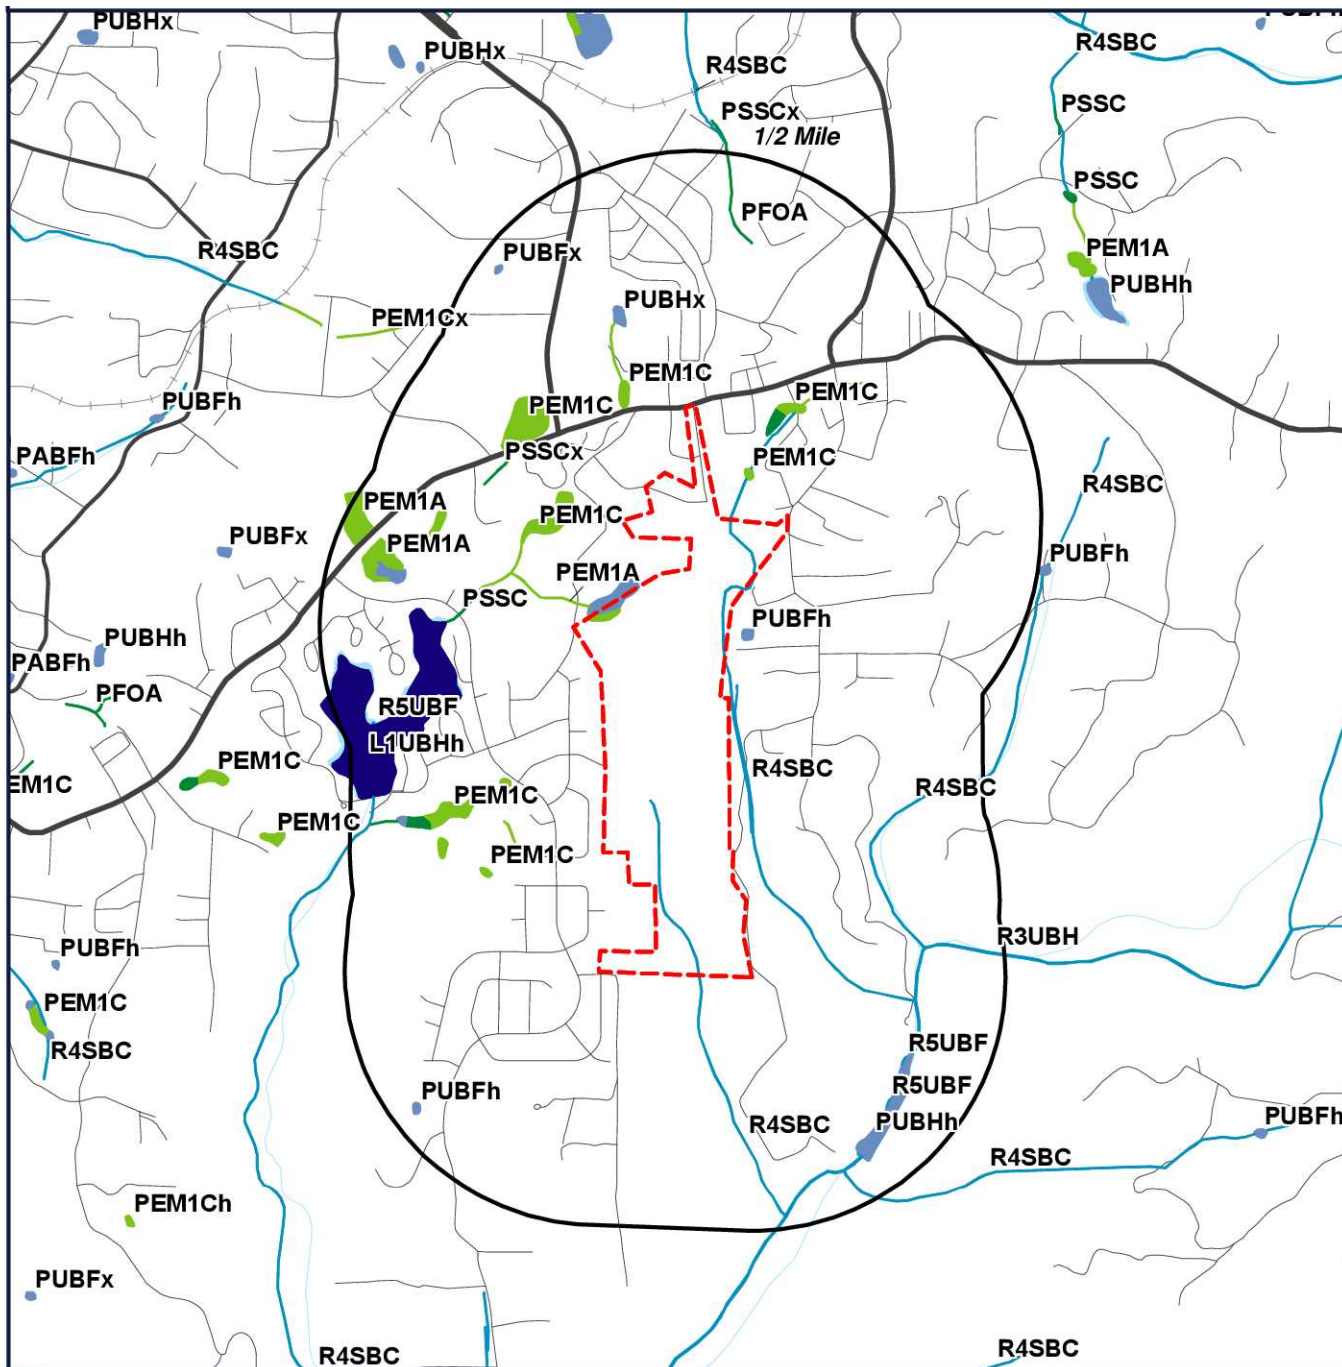 PUBHx
PUBHx
R4SBC
R4SBC
PSSCx
1/2 Mile
PSSC
PSSC
PFOA
R4SBC
PUBFx
PEM1A
PUBHh
PUBHx
PEM1Cx
PEM1C
PEM1C
PEM1C
PUBFh
PSSCx
PABFh
PEM1C
R4SBC
PEM1A
PEM1C
PUBFx
PEM1A
PUBFh
PEM1A
PSSC
PUBFh
PUBHh
PABFh
PFOA
R5UBF
L1UBHh
PEM1C
R4SBC
EM1C
R4SBC
PEM1C
PEM1C
PEM1C
R3UBH
PUBFh
PEM1C
R4SBC
R5UBF
R5UBF
PUBFh
PUBHh
R4SBC
PUBFh
R4SBC
PEM1Ch
PUBFx
R4SBC
R4SBC